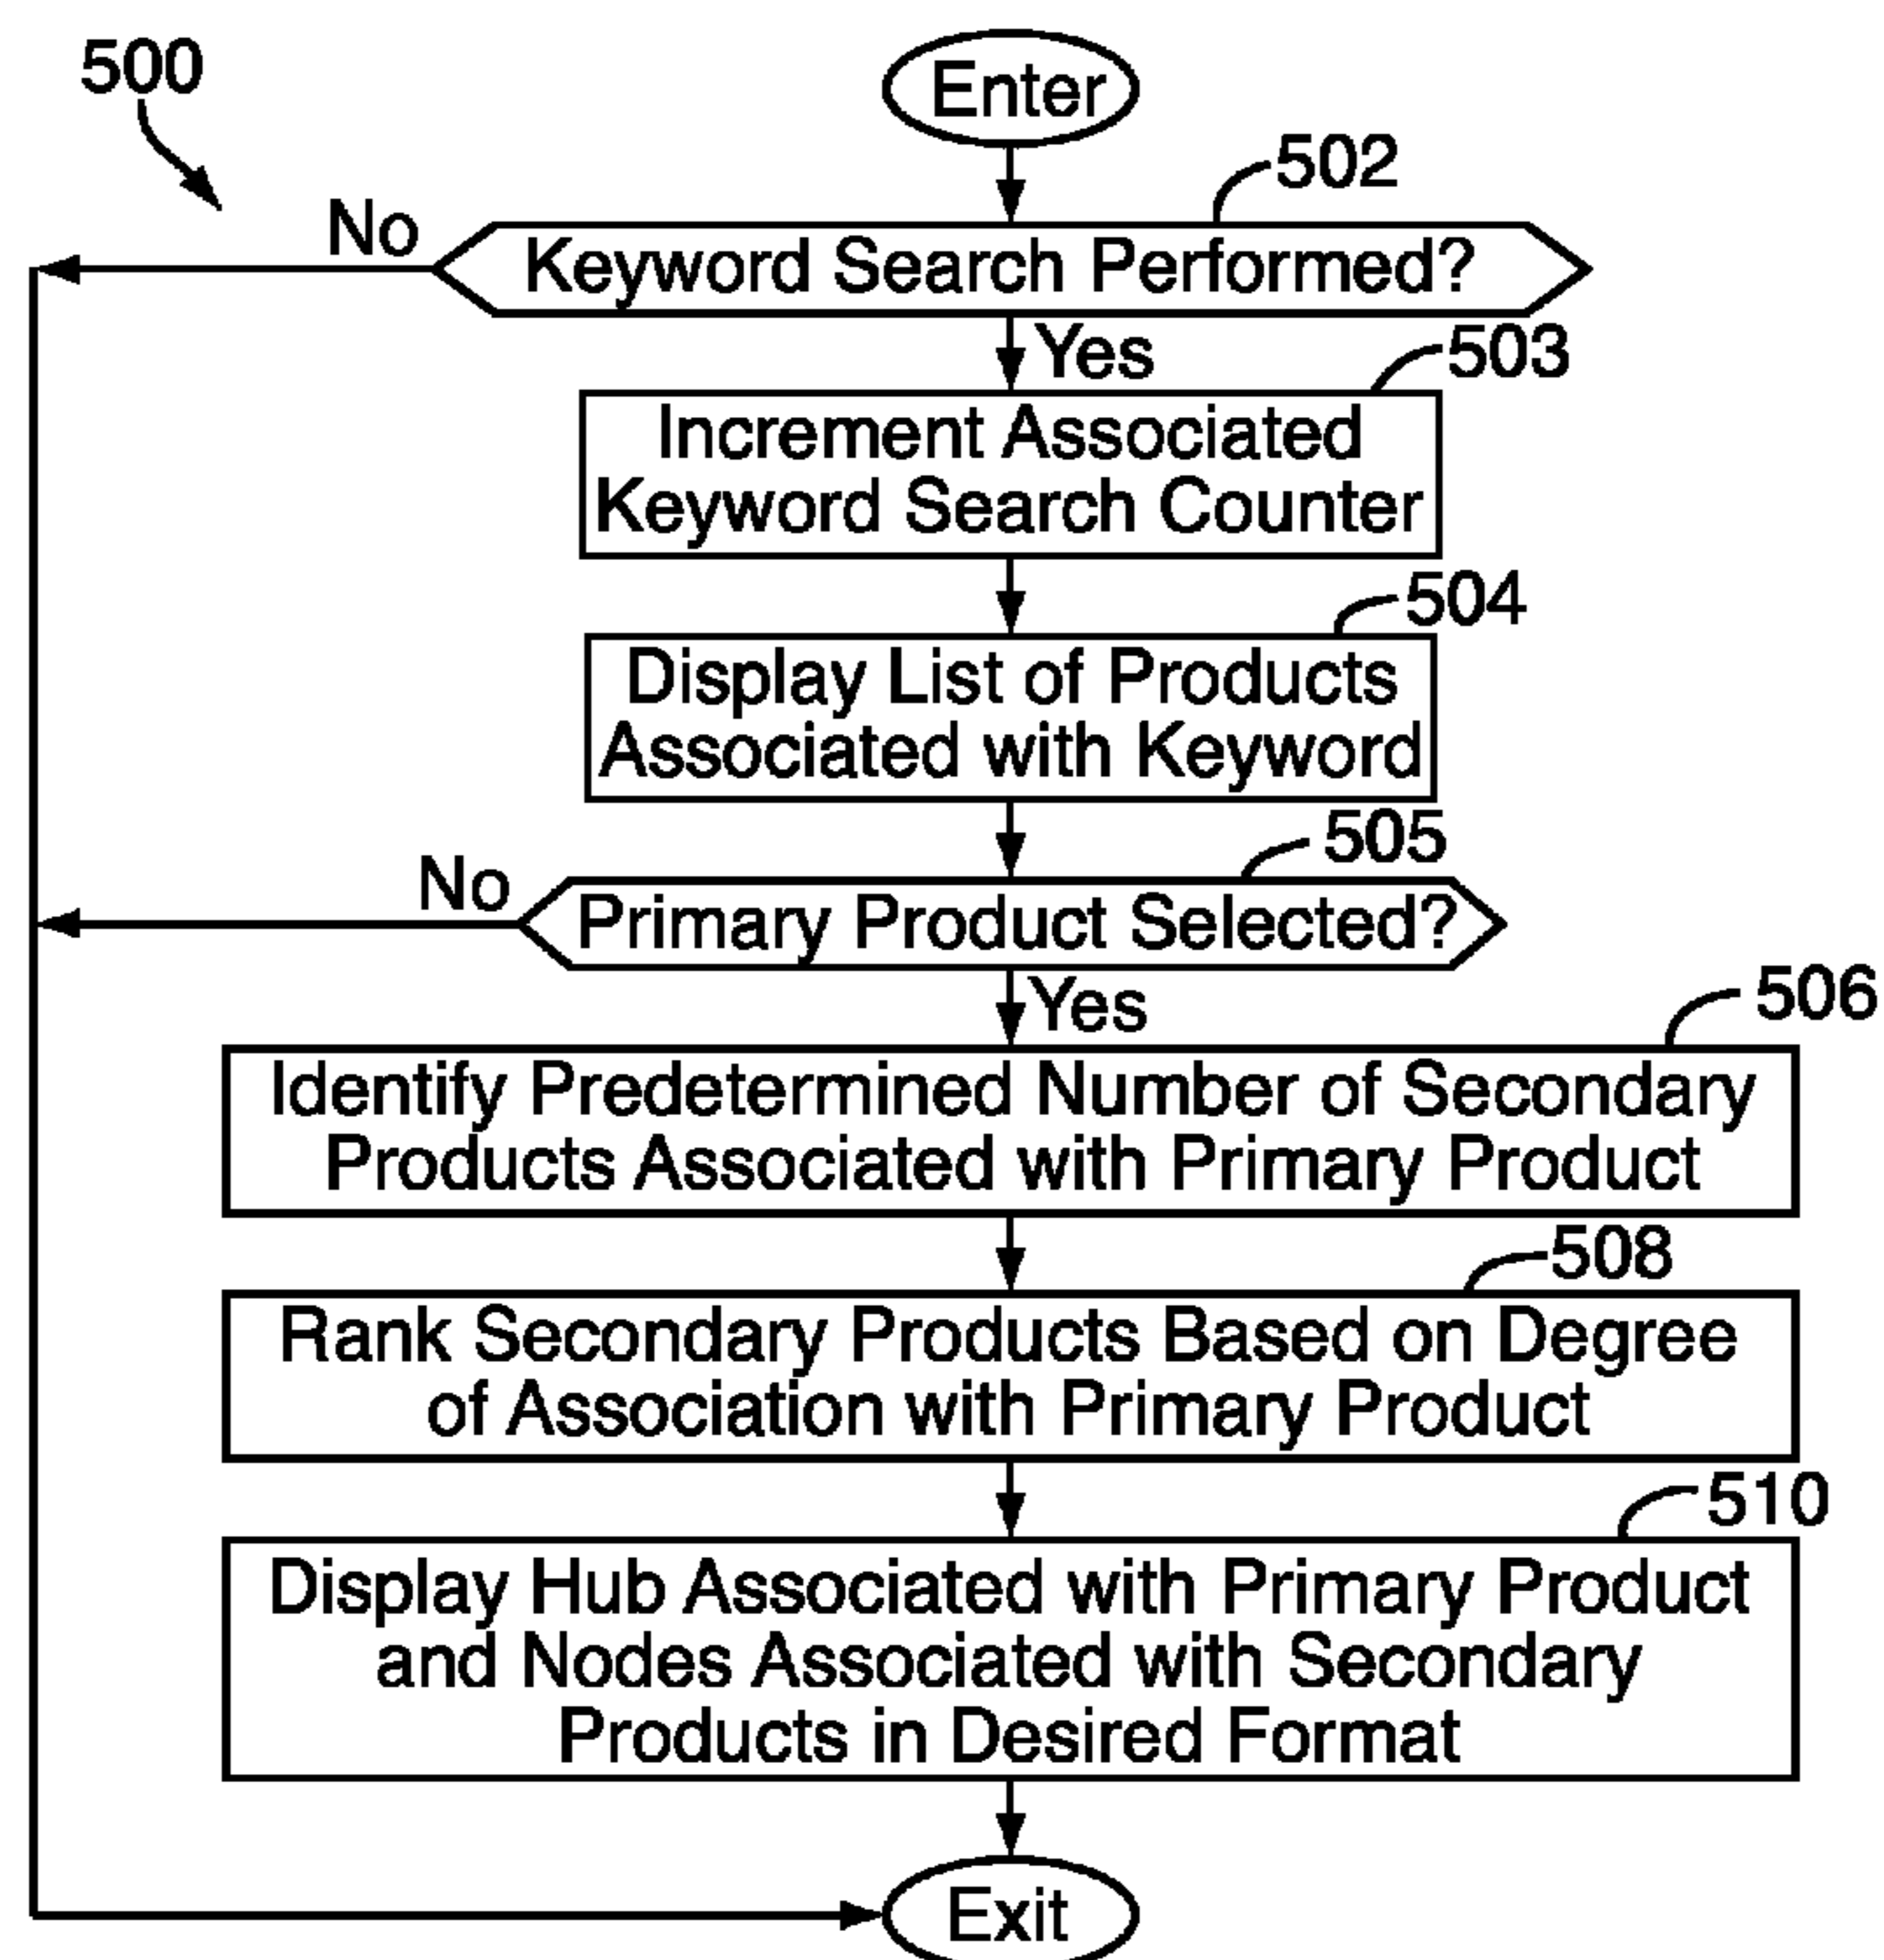 500
Enter
502
No
Keyword Search Performed?
Yes
503
Increment Associated
Keyword Search Counter
504
Display List of Products
Associated with Keyword
505
No
Primary Product Selected?
Yes
506
Identify Predetermined Number of Secondary
Products Associated with Primary Product
508
Rank Secondary Products Based on Degree
of Association with Primary Product
510
Display Hub Associated with Primary Product
and Nodes Associated with Secondary
Products in Desired Format
Exit